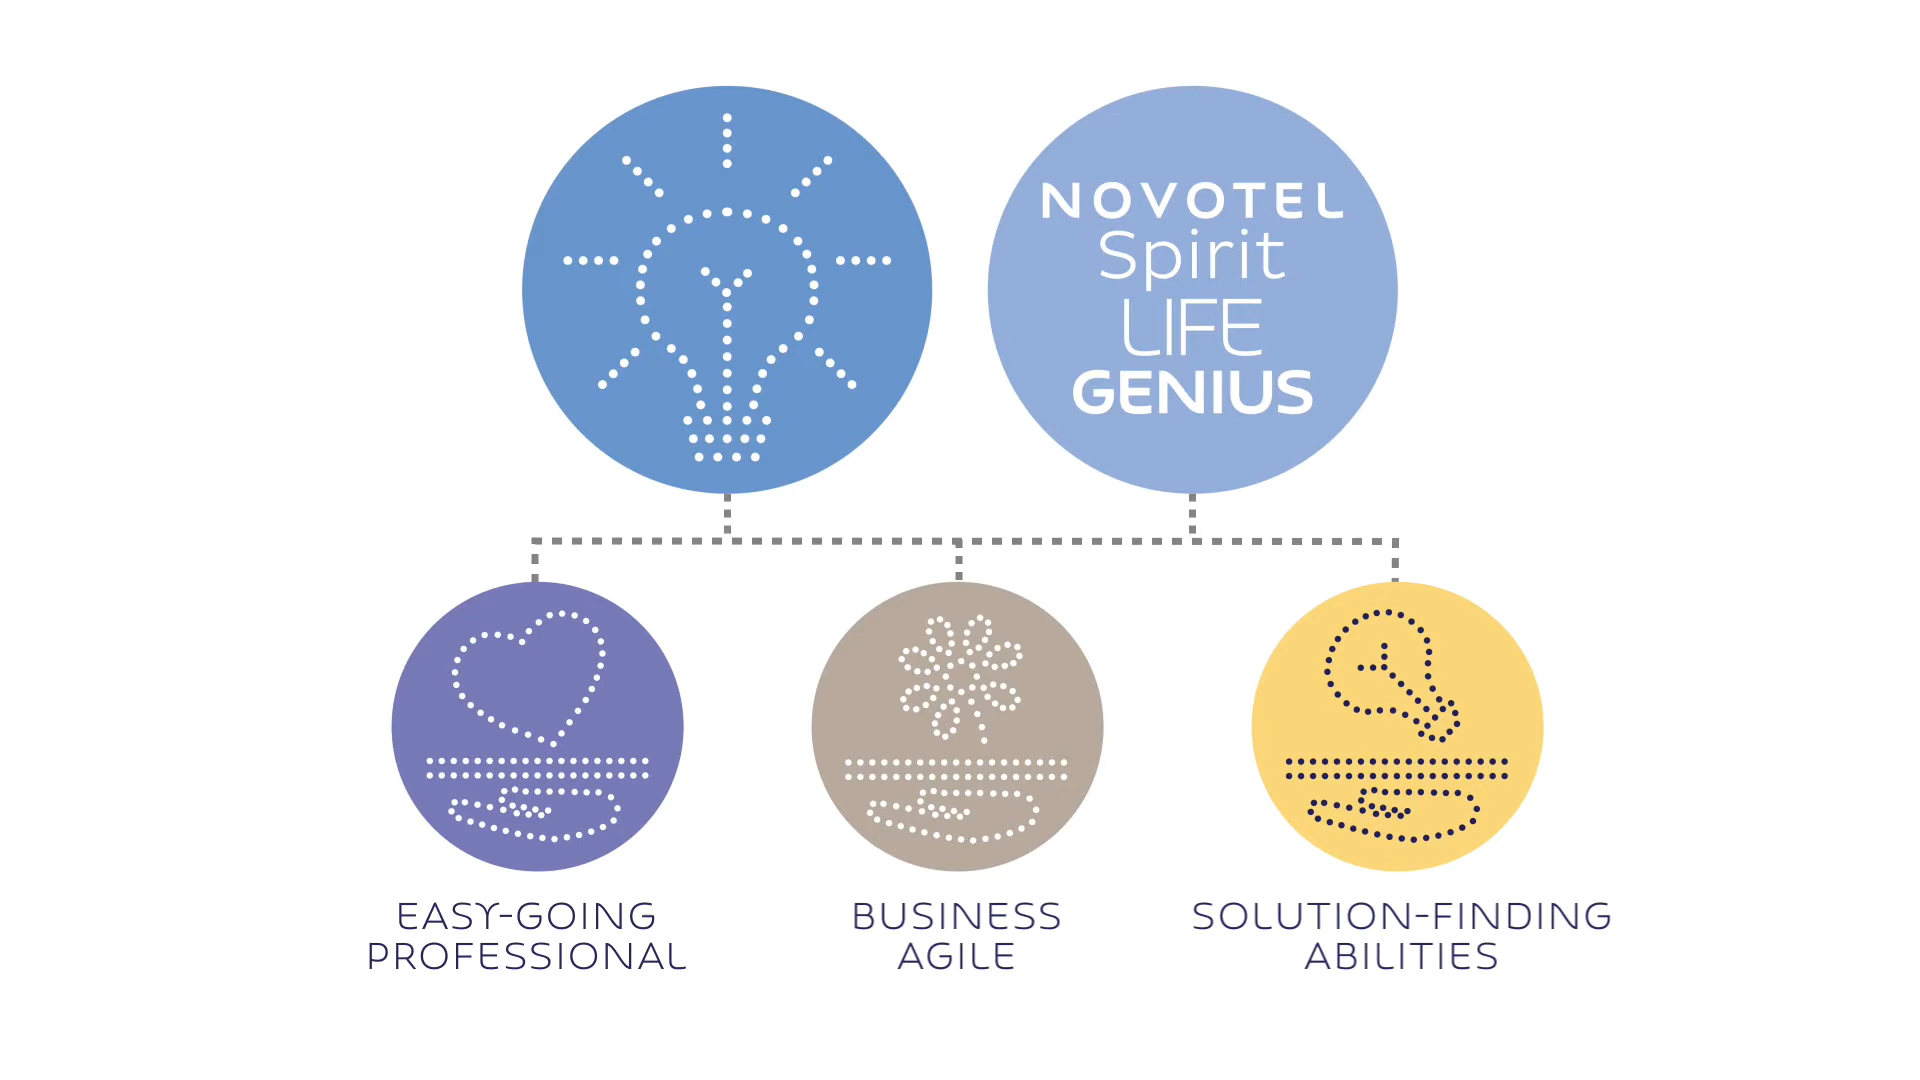 NOVOTEL
Spirit
LIFE
GENIUS
EASY-GOING
PROFESSIONAL
BUSINESS
AGILE
SOLUTION-FINDING
ABILITIES